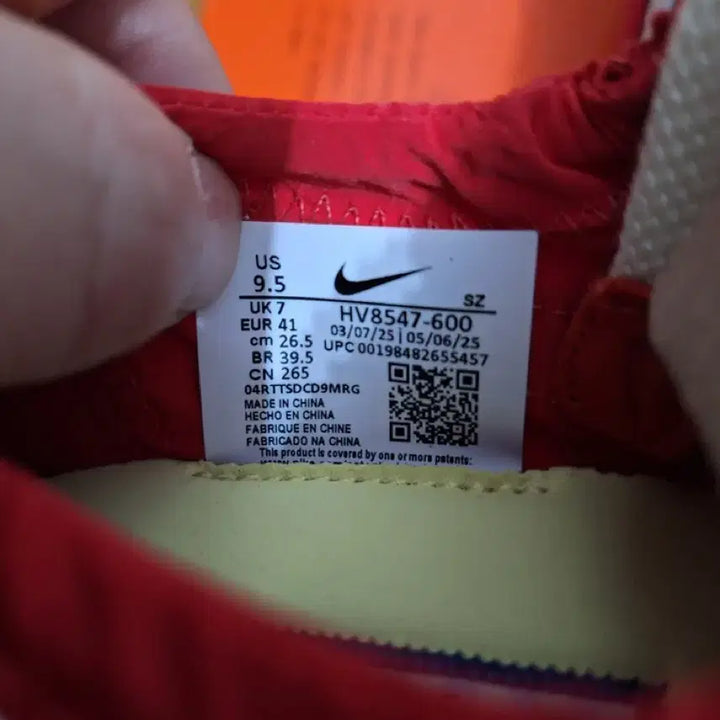 US
9.5
SZ
UK 7
HV8547-600
EUR 41
03/07/25 | 05/06/25
cm 26.5
UPC 00198482655457
BR 39.5
CN 265
04RTTSDCD9MRG
MADE IN CHINA
HECHO EN CHINA
FABRIQUE EN CHINE
FABRICADO NA CHINA
This product is covered by one or more patents: